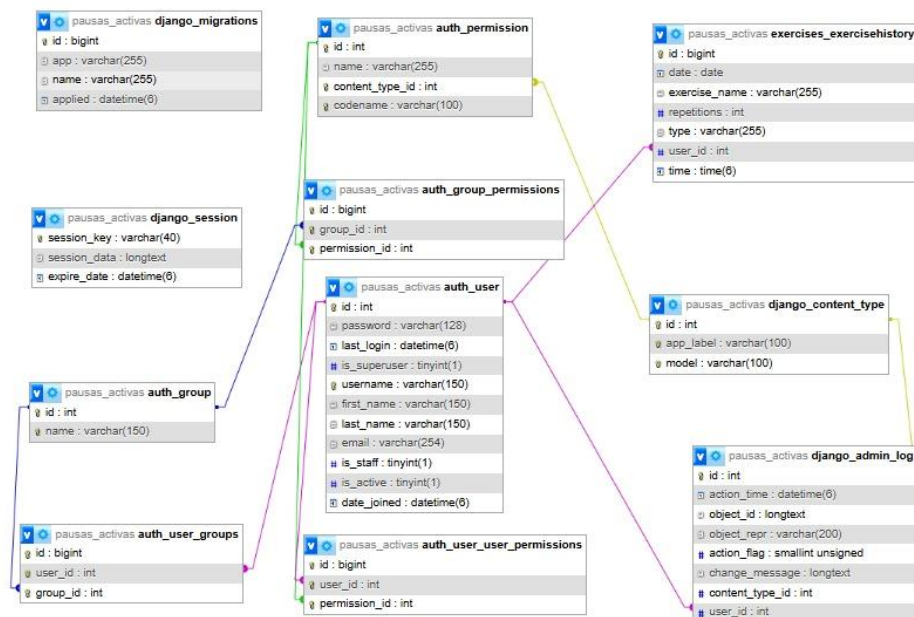 pausas_activas django_migrations
id : bigint
app : varchar(255)
name : varchar(255)
applied : datetime(6)
pausas_activas auth_permission
id : int
name : varchar(255)
content_type_id : int
codename : varchar(100)
pausas_activas exercises_exercisehistory
id : bigint
date : date
exercise_name : varchar(255)
repetitions : int
type : varchar(255)
user_id : int
time : time(6)
pausas_activas auth_group_permissions
id : bigint
group_id : int
permission_id : int
pausas_activas django_session
session_key : varchar(40)
session_data : longtext
expire_date : datetime(6)
pausas_activas auth_user
id : int
password : varchar(128)
last_login : datetime(6)
is_superuser : tinyint(1)
username : varchar(150)
first_name : varchar(150)
last_name : varchar(150)
email : varchar(254)
is_staff : tinyint(1)
is_active : tinyint(1)
date_joined : datetime(6)
pausas_activas django_content_type
id : int
app_label : varchar(100)
model : varchar(100)
pausas_activas auth_group
id : int
name : varchar(150)
pausas_activas django_admin_log
id : int
action_time : datetime(6)
object_id : longtext
object_repr : varchar(200)
action_flag : smallint unsigned
change_message : longtext
content_type_id : int
user_id : int
pausas_activas auth_user_groups
id : bigint
user_id : int
group_id : int
pausas_activas auth_user_user_permissions
id : bigint
user_id : int
permission_id : int